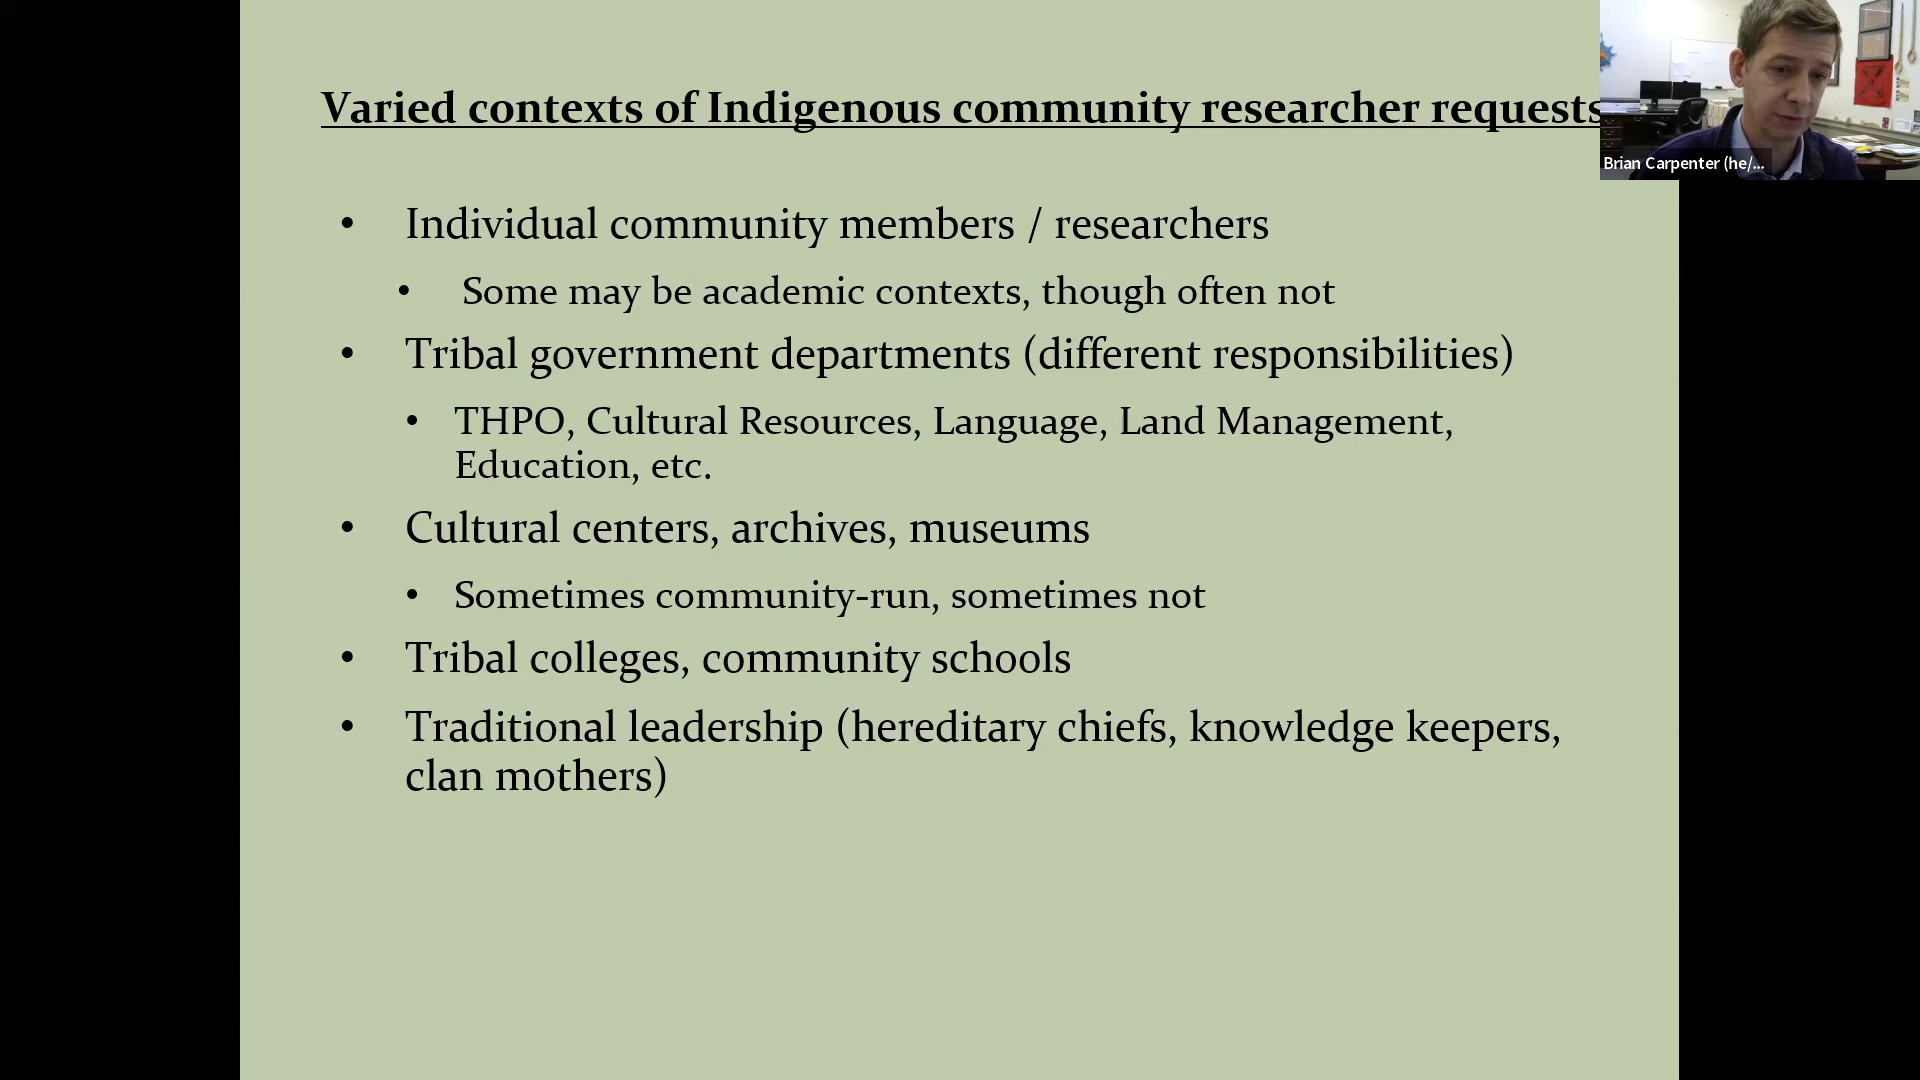 Varied contexts of Indigenous community researcher requests
Brian Carpenter (he/...
• Individual community members / researchers
• Some may be academic contexts, though often not
• Tribal government departments (different responsibilities)
• THPO, Cultural Resources, Language, Land Management,
Education, etc.
• Cultural centers, archives, museums
• Sometimes community-run, sometimes not
• Tribal colleges, community schools
• Traditional leadership (hereditary chiefs, knowledge keepers,
clan mothers)